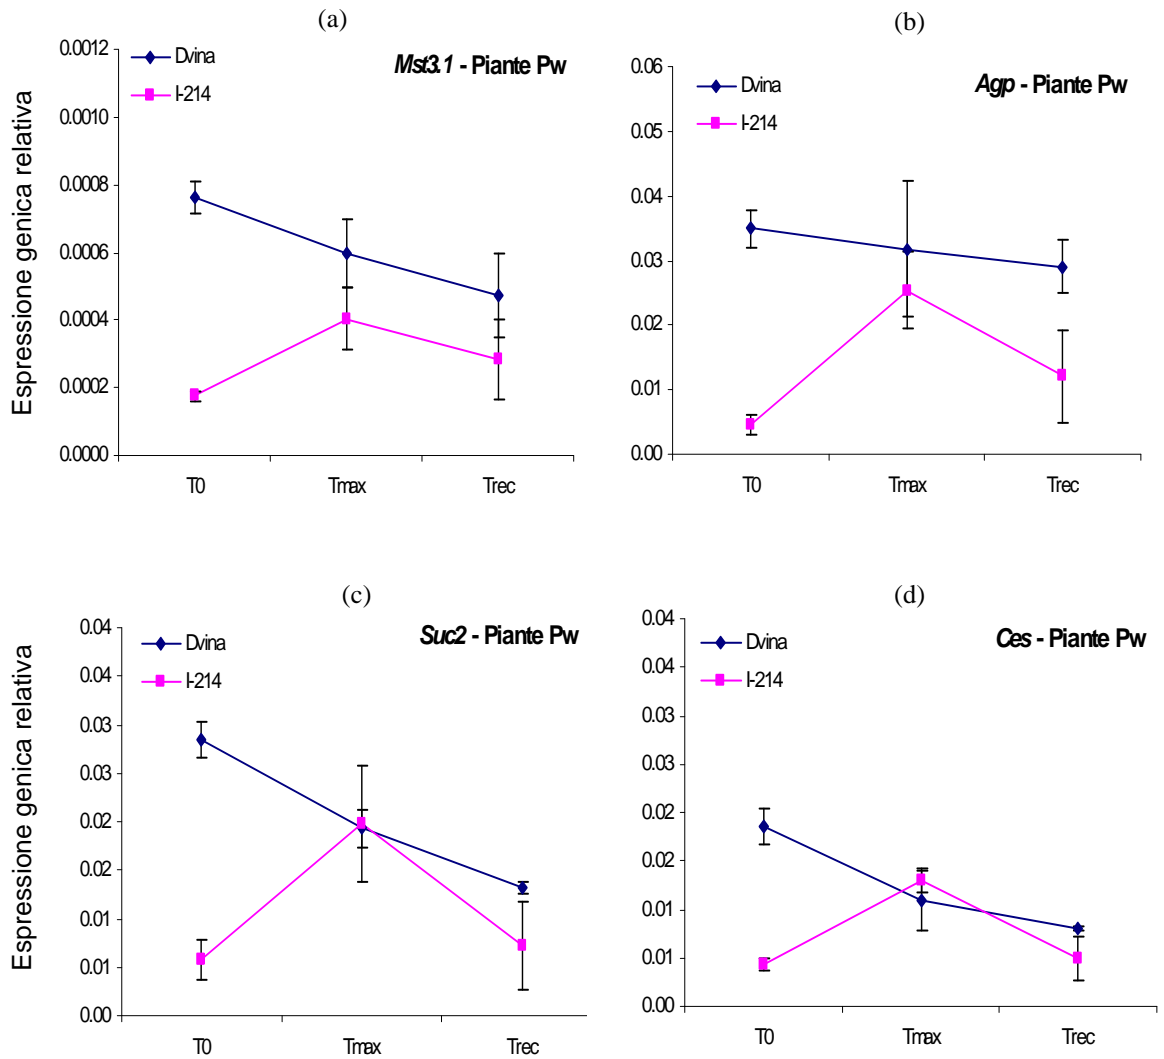 (a)
Mst3.1 - Piante Pw
Dvina
I-214
Espressione genica relativa
0.0012
0.0010
0.0008
0.0006
0.0004
0.0002
0.0000
T0
Tmax
Trec
(b)
Agp - Piante Pw
Dvina
I-214
0.06
0.05
0.04
0.03
0.02
0.01
0.00
T0
Tmax
Trec
(c)
Suc2 - Piante Pw
Dvina
I-214
Espressione genica relativa
0.04
0.04
0.03
0.03
0.02
0.02
0.01
0.01
0.00
T0
Tmax
Trec
(d)
Ces - Piante Pw
Dvina
I-214
0.04
0.04
0.03
0.03
0.02
0.02
0.01
0.01
0.00
T0
Tmax
Trec